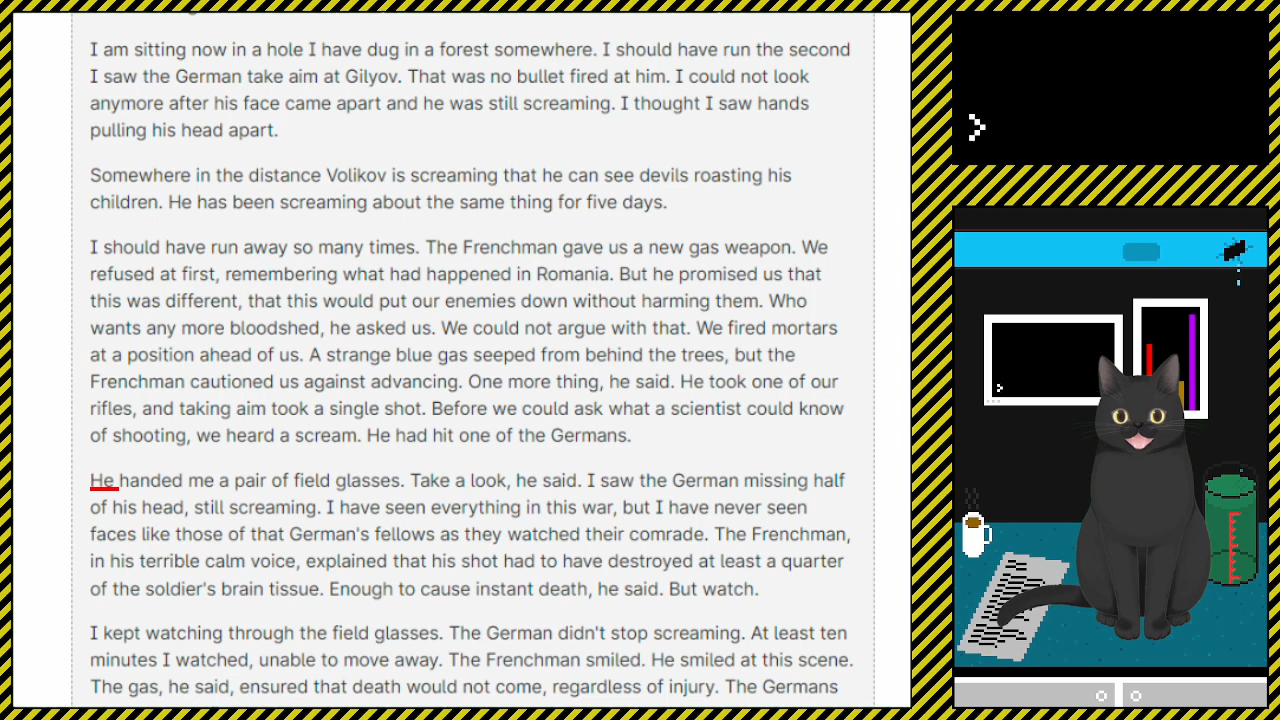 I am sitting now in a hole I have dug in a forest somewhere. I should have run the second
I saw the German take aim at Gilyov. That was no bullet fired at him. I could not look
anymore after his face came apart and he was still screaming. I thought I saw hands
pulling his head apart.
Somewhere in the distance Volikov is screaming that he can see devils roasting his
children. He has been screaming about the same thing for five days.
I should have run away so many times. The Frenchman gave us a new gas weapon. We
refused at first, remembering what had happened in Romania. But he promised us that
this was different, that this would put our enemies down without harming them. Who
wants any more bloodshed, he asked us. We could not argue with that. We fired mortars
at a position ahead of us. A strange blue gas seeped from behind the trees, but the
Frenchman cautioned us against advancing. One more thing, he said. He took one of our
rifles, and taking aim took a single shot. Before we could ask what a scientist could know
of shooting, we heard a scream. He had hit one of the Germans.
He handed me a pair of field glasses. Take a look, he said. I saw the German missing half
of his head, still screaming. I have seen everything in this war, but I have never seen
faces like those of that German's fellows as they watched their comrade. The Frenchman,
in his terrible calm voice, explained that his shot had to have destroyed at least a quarter
of the soldier's brain tissue. Enough to cause instant death, he said. But watch.
I kept watching through the field glasses. The German didn't stop screaming. At least ten
minutes I watched, unable to move away. The Frenchman smiled. He smiled at this scene.
The gas, he said, ensured that death would not come, regardless of injury. The Germans
>
>